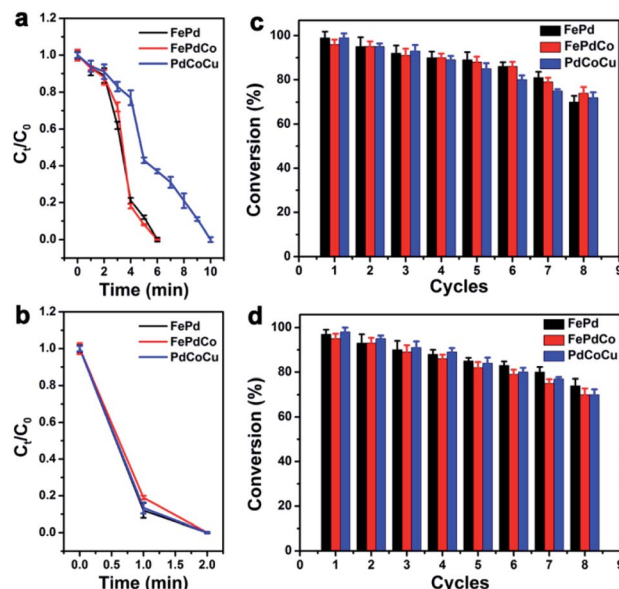 a
C_t/C_0
1.2
1.0
0.8
0.6
0.4
0.2
0.0
FePd
FePdCo
PdCoCu
0 2 4 6 8 10
Time (min)
c
Conversion (%)
100
80
60
40
20
0
FePd
FePdCo
PdCoCu
0 1 2 3 4 5 6 7 8 9
Cycles
b
C_t/C_0
1.2
1.0
0.8
0.6
0.4
0.2
0.0
FePd
FePdCo
PdCoCu
0.0 0.5 1.0 1.5 2.0
Time (min)
d
Conversion (%)
100
80
60
40
20
0
FePd
FePdCo
PdCoCu
0 1 2 3 4 5 6 7 8 9
Cycles